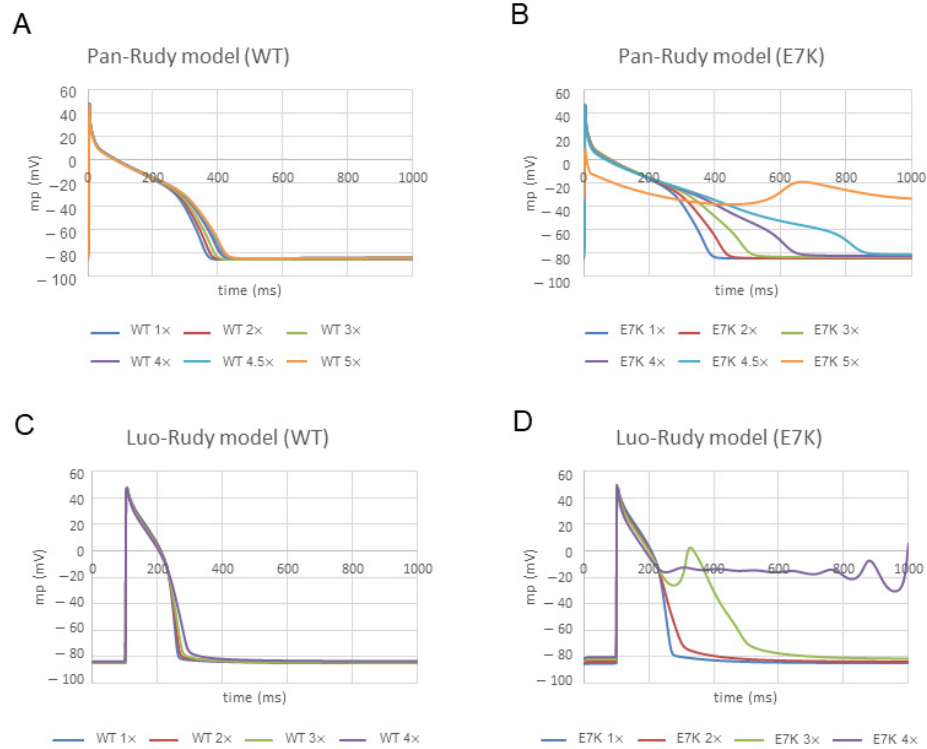 A
Pan-Rudy model (WT)
60
40
20
0
−20
−40
−60
−80
−100
mp (mV)
0 200 400 600 800 1000
time (ms)
WT 1× WT 2× WT 3×
WT 4× WT 4.5× WT 5×
B
Pan-Rudy model (E7K)
60
40
20
0
−20
−40
−60
−80
−100
mp (mV)
0 200 400 600 800 1000
time (ms)
E7K 1× E7K 2× E7K 3×
E7K 4× E7K 4.5× E7K 5×
C
Luo-Rudy model (WT)
60
40
20
0
−20
−40
−60
−80
−100
mp (mV)
0 200 400 600 800 1000
time (ms)
WT 1× WT 2× WT 3× WT 4×
D
Luo-Rudy model (E7K)
60
40
20
0
−20
−40
−60
−80
−100
mp (mV)
0 200 400 600 800 1000
time (ms)
E7K 1× E7K 2× E7K 3× E7K 4×